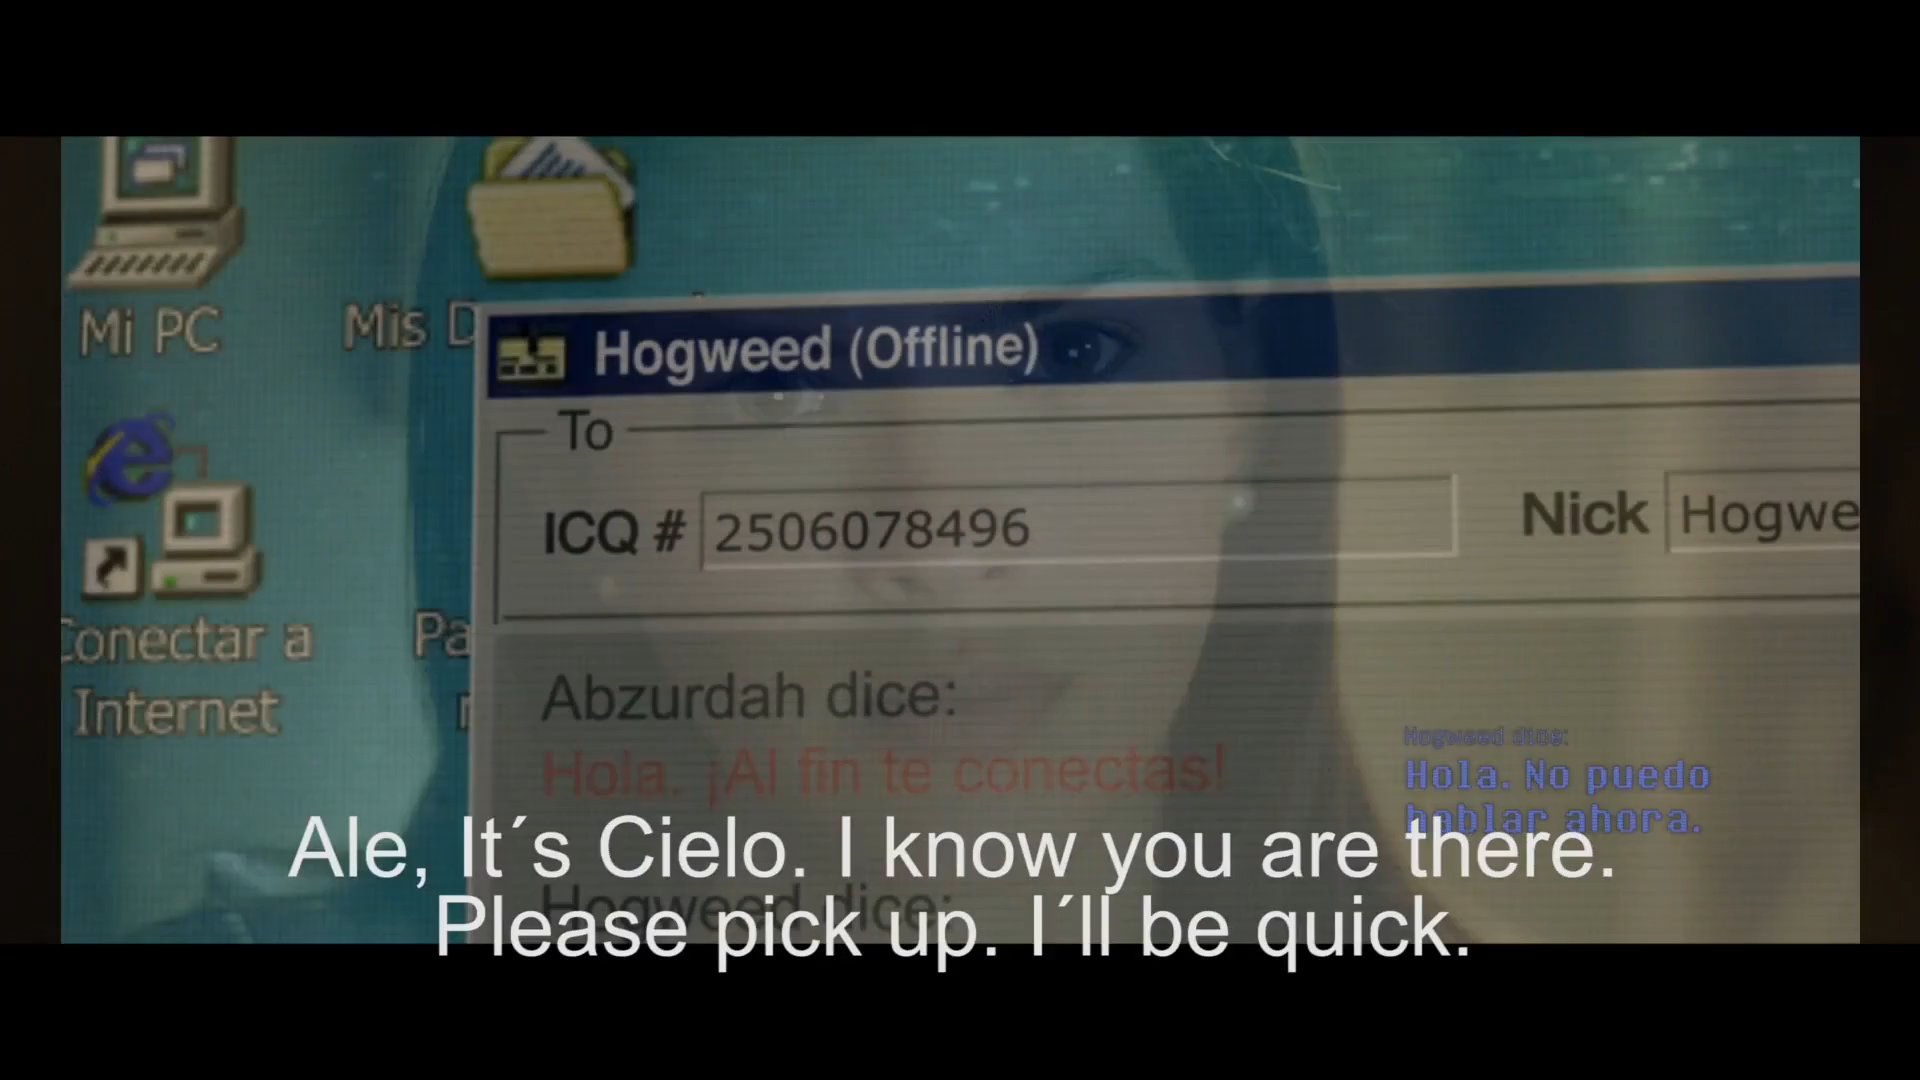 Mi PC
Mis D
Hogweed (Offline)
To
ICQ # 2506078496
Nick Hogwe
Conectar a
Internet
Pa
Abzurdah dice:
Hola. ¡Al fin te conectas!
Hogweed dice:
Hogweed dice:
Hola. No puedo
hablar ahora.
Ale, It´s Cielo. I know you are there.
Please pick up. I´ll be quick.